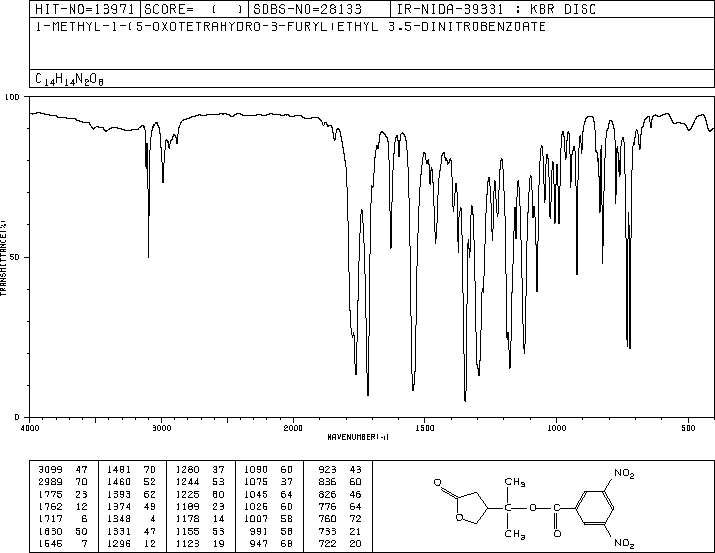 HIT-NO=13971 SCORE= ( ) SDBS-NO=28133 IR-NIDA-39331 : KBR DISC
1-METHYL-1-(5-OXOTETRAHYDRO-3-FURYL)ETHYL 3,5-DINITROBENZOATE
C14H14N2O8
100
50
0
TRANSMITTANCE(%)
4000 3000 2000 1500 1000 500
WAVENUMBER(-1)
3099 47 1481 70 1280 37 1090 60 923 43
2989 70 1460 52 1244 53 1075 37 836 60
1775 23 1393 62 1225 60 1045 64 826 46
1762 12 1374 49 1189 23 1026 60 776 64
1717 6 1348 4 1178 14 1007 58 760 72
1630 50 1331 47 1155 53 991 58 733 21
1545 7 1296 12 1123 19 947 68 722 20
NO2
CH3
O
O
O
O
CH3
NO2